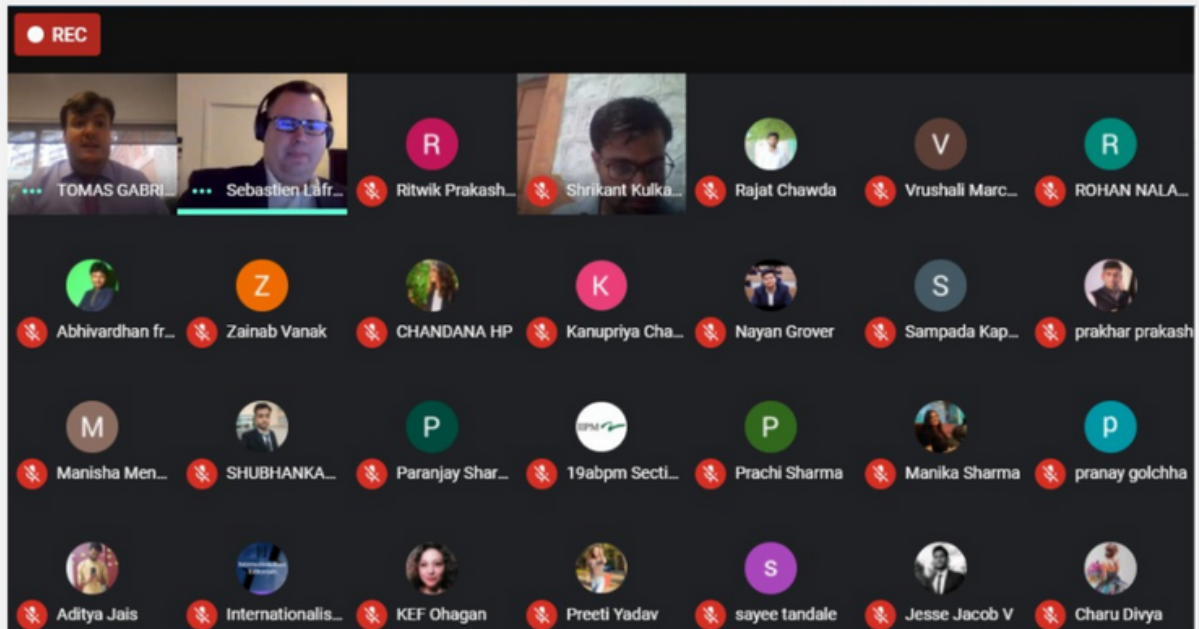 REC
TOMAS GABRI...
Sebastien Lafr...
R
Ritwik Prakash...
Shrikant Kulka...
Rajat Chawda
V
Vrushali Marc...
R
ROHAN NALA...
Abhivardhan fr...
Z
Zainab Vanak
CHANDANA HP
K
Kanupriya Cha...
Nayan Grover
S
Sampada Kap...
prakhar prakash
M
Manisha Men...
SHUBHANKA...
P
Paranjay Shar...
IIPM
19abpm Secti...
P
Prachi Sharma
Manika Sharma
p
pranay golchha
Aditya Jais
Internationalis...
KEF Ohagan
Preeti Yadav
s
sayee tandale
Jesse Jacob V
Charu Divya